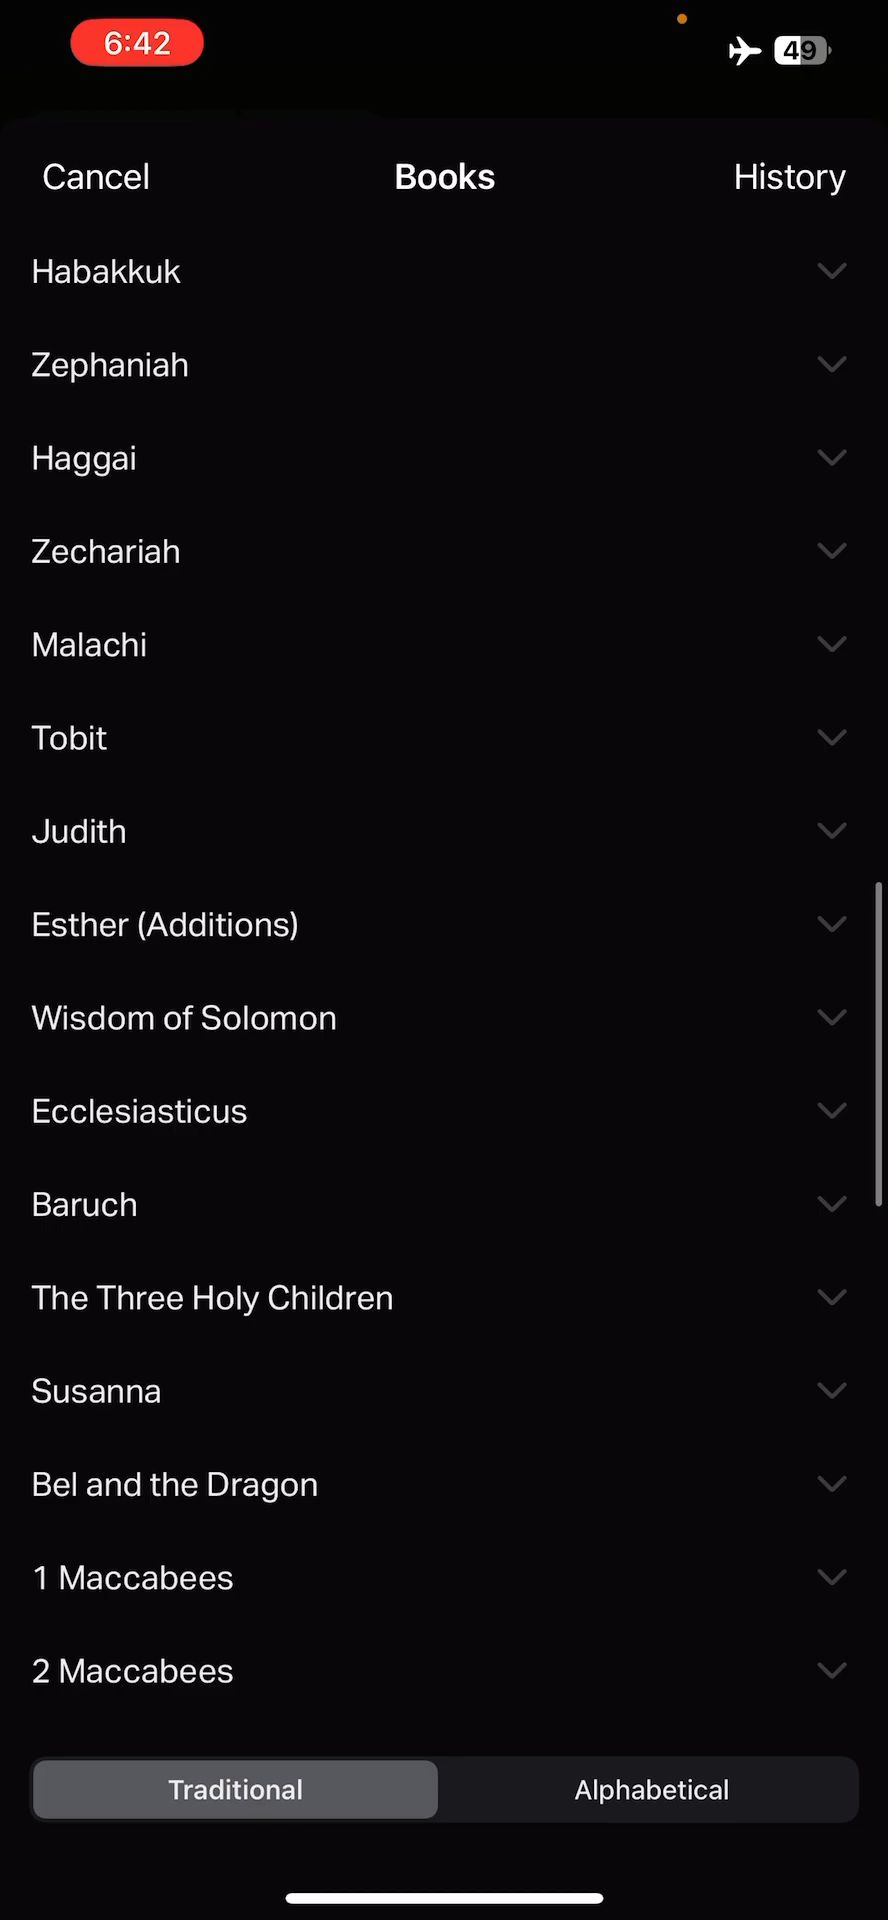 6:42
49
Cancel Books History
Habakkuk
Zephaniah
Haggai
Zechariah
Malachi
Tobit
Judith
Esther (Additions)
Wisdom of Solomon
Ecclesiasticus
Baruch
The Three Holy Children
Susanna
Bel and the Dragon
1 Maccabees
2 Maccabees
Traditional Alphabetical